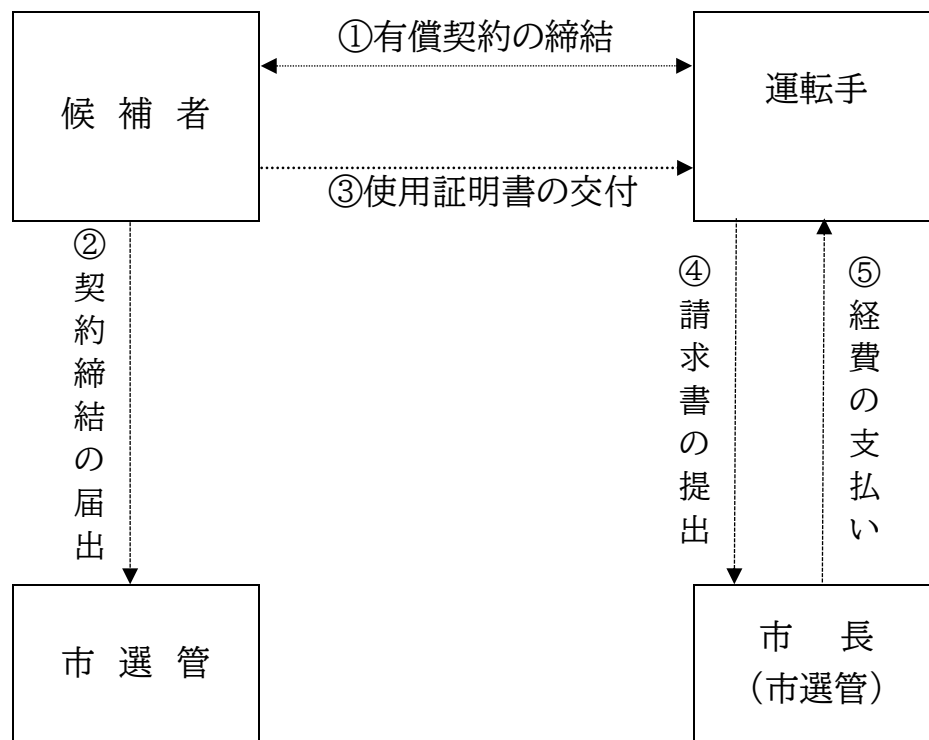 ①有償契約の締結
候 補 者
運転手
③使用証明書の交付
②契約締結の届出
④請求書の提出
⑤経費の支払い
市 選 管
市 長
（市選管）